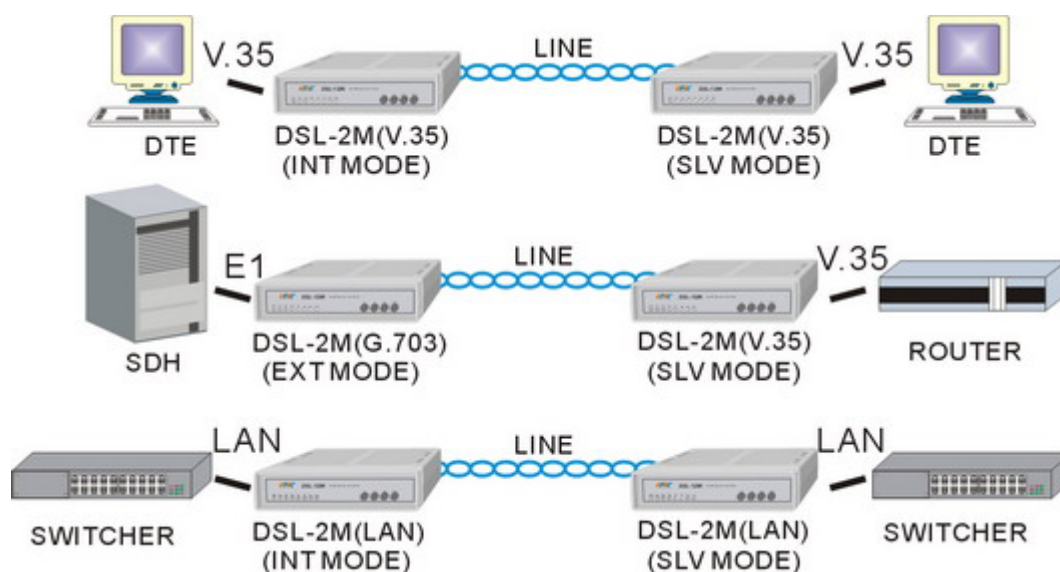 V.35
LINE
V.35
DTE
DSL-2M(V.35)
(INT MODE)
DSL-2M(V.35)
(SLV MODE)
DTE
E1
LINE
V.35
SDH
DSL-2M(G.703)
(EXT MODE)
DSL-2M(V.35)
(SLV MODE)
ROUTER
LAN
LINE
LAN
SWITCHER
DSL-2M(LAN)
(INT MODE)
DSL-2M(LAN)
(SLV MODE)
SWITCHER